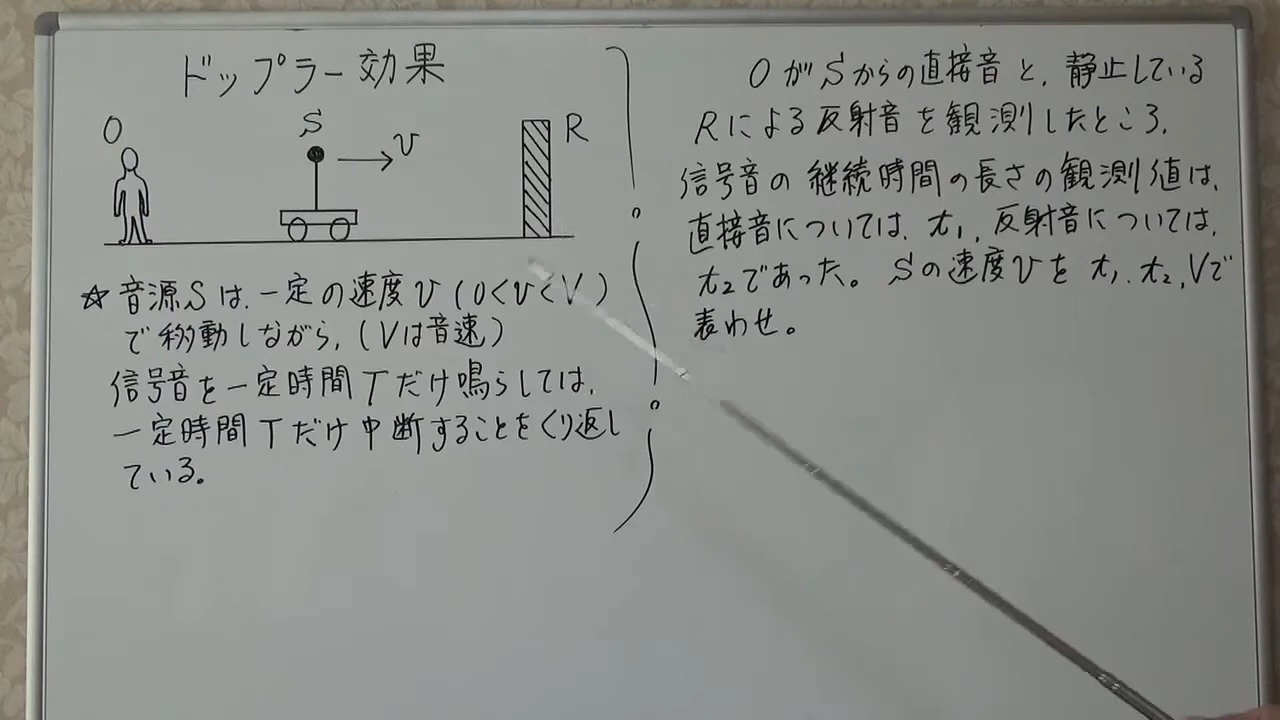 ドップラー効果
O
S
v
R
☆音源Sは、一定の速度v(0<v<V)
で移動しながら、(Vは音速)
信号音を一定時間Tだけ鳴らしては、
一定時間Tだけ中断することをくり返し
ている。
OがSからの直接音と、静止している
Rによる反射音を観測したところ、
信号音の継続時間の長さの観測値は、
直接音については、t₁、反射音については、
t₂であった。Sの速度vをt₁、t₂、Vで
表わせ。